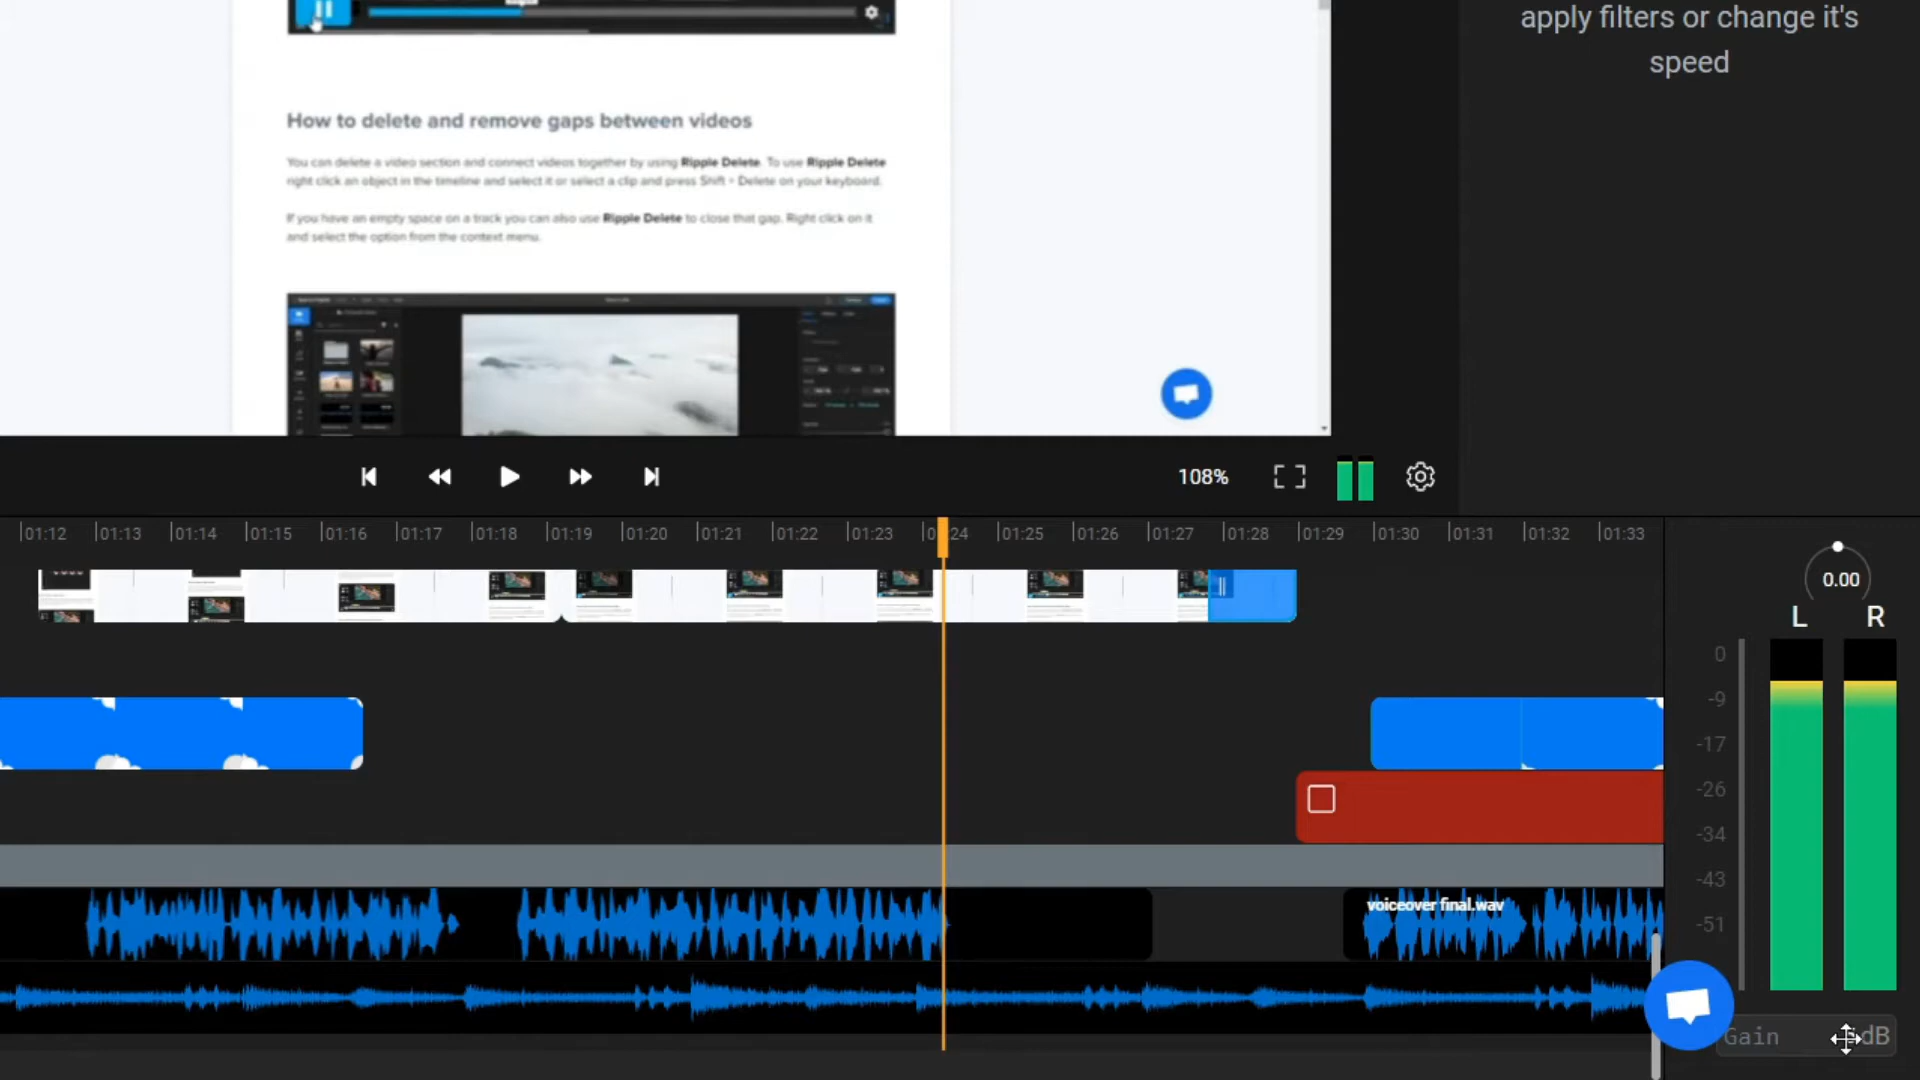 apply filters or change it's
speed
How to delete and remove gaps between videos
You can delete a video section and connect videos together by using Ripple Delete. To use Ripple Delete
right click an object in the timeline and select it or select a clip and press Shift + Delete on your keyboard.
If you have an empty space on a track you can also use Ripple Delete to close that gap. Right click on it
and select the option from the context menu.
108%
01:12 01:13 01:14 01:15 01:16 01:17 01:18 01:19 01:20 01:21 01:22 01:23 24 01:25 01:26 01:27 01:28 01:29 01:30 01:31 01:32 01:33
0.00
L R
0
-9
-17
-26
-34
-43
-51
voiceover final.wav
Gain dB